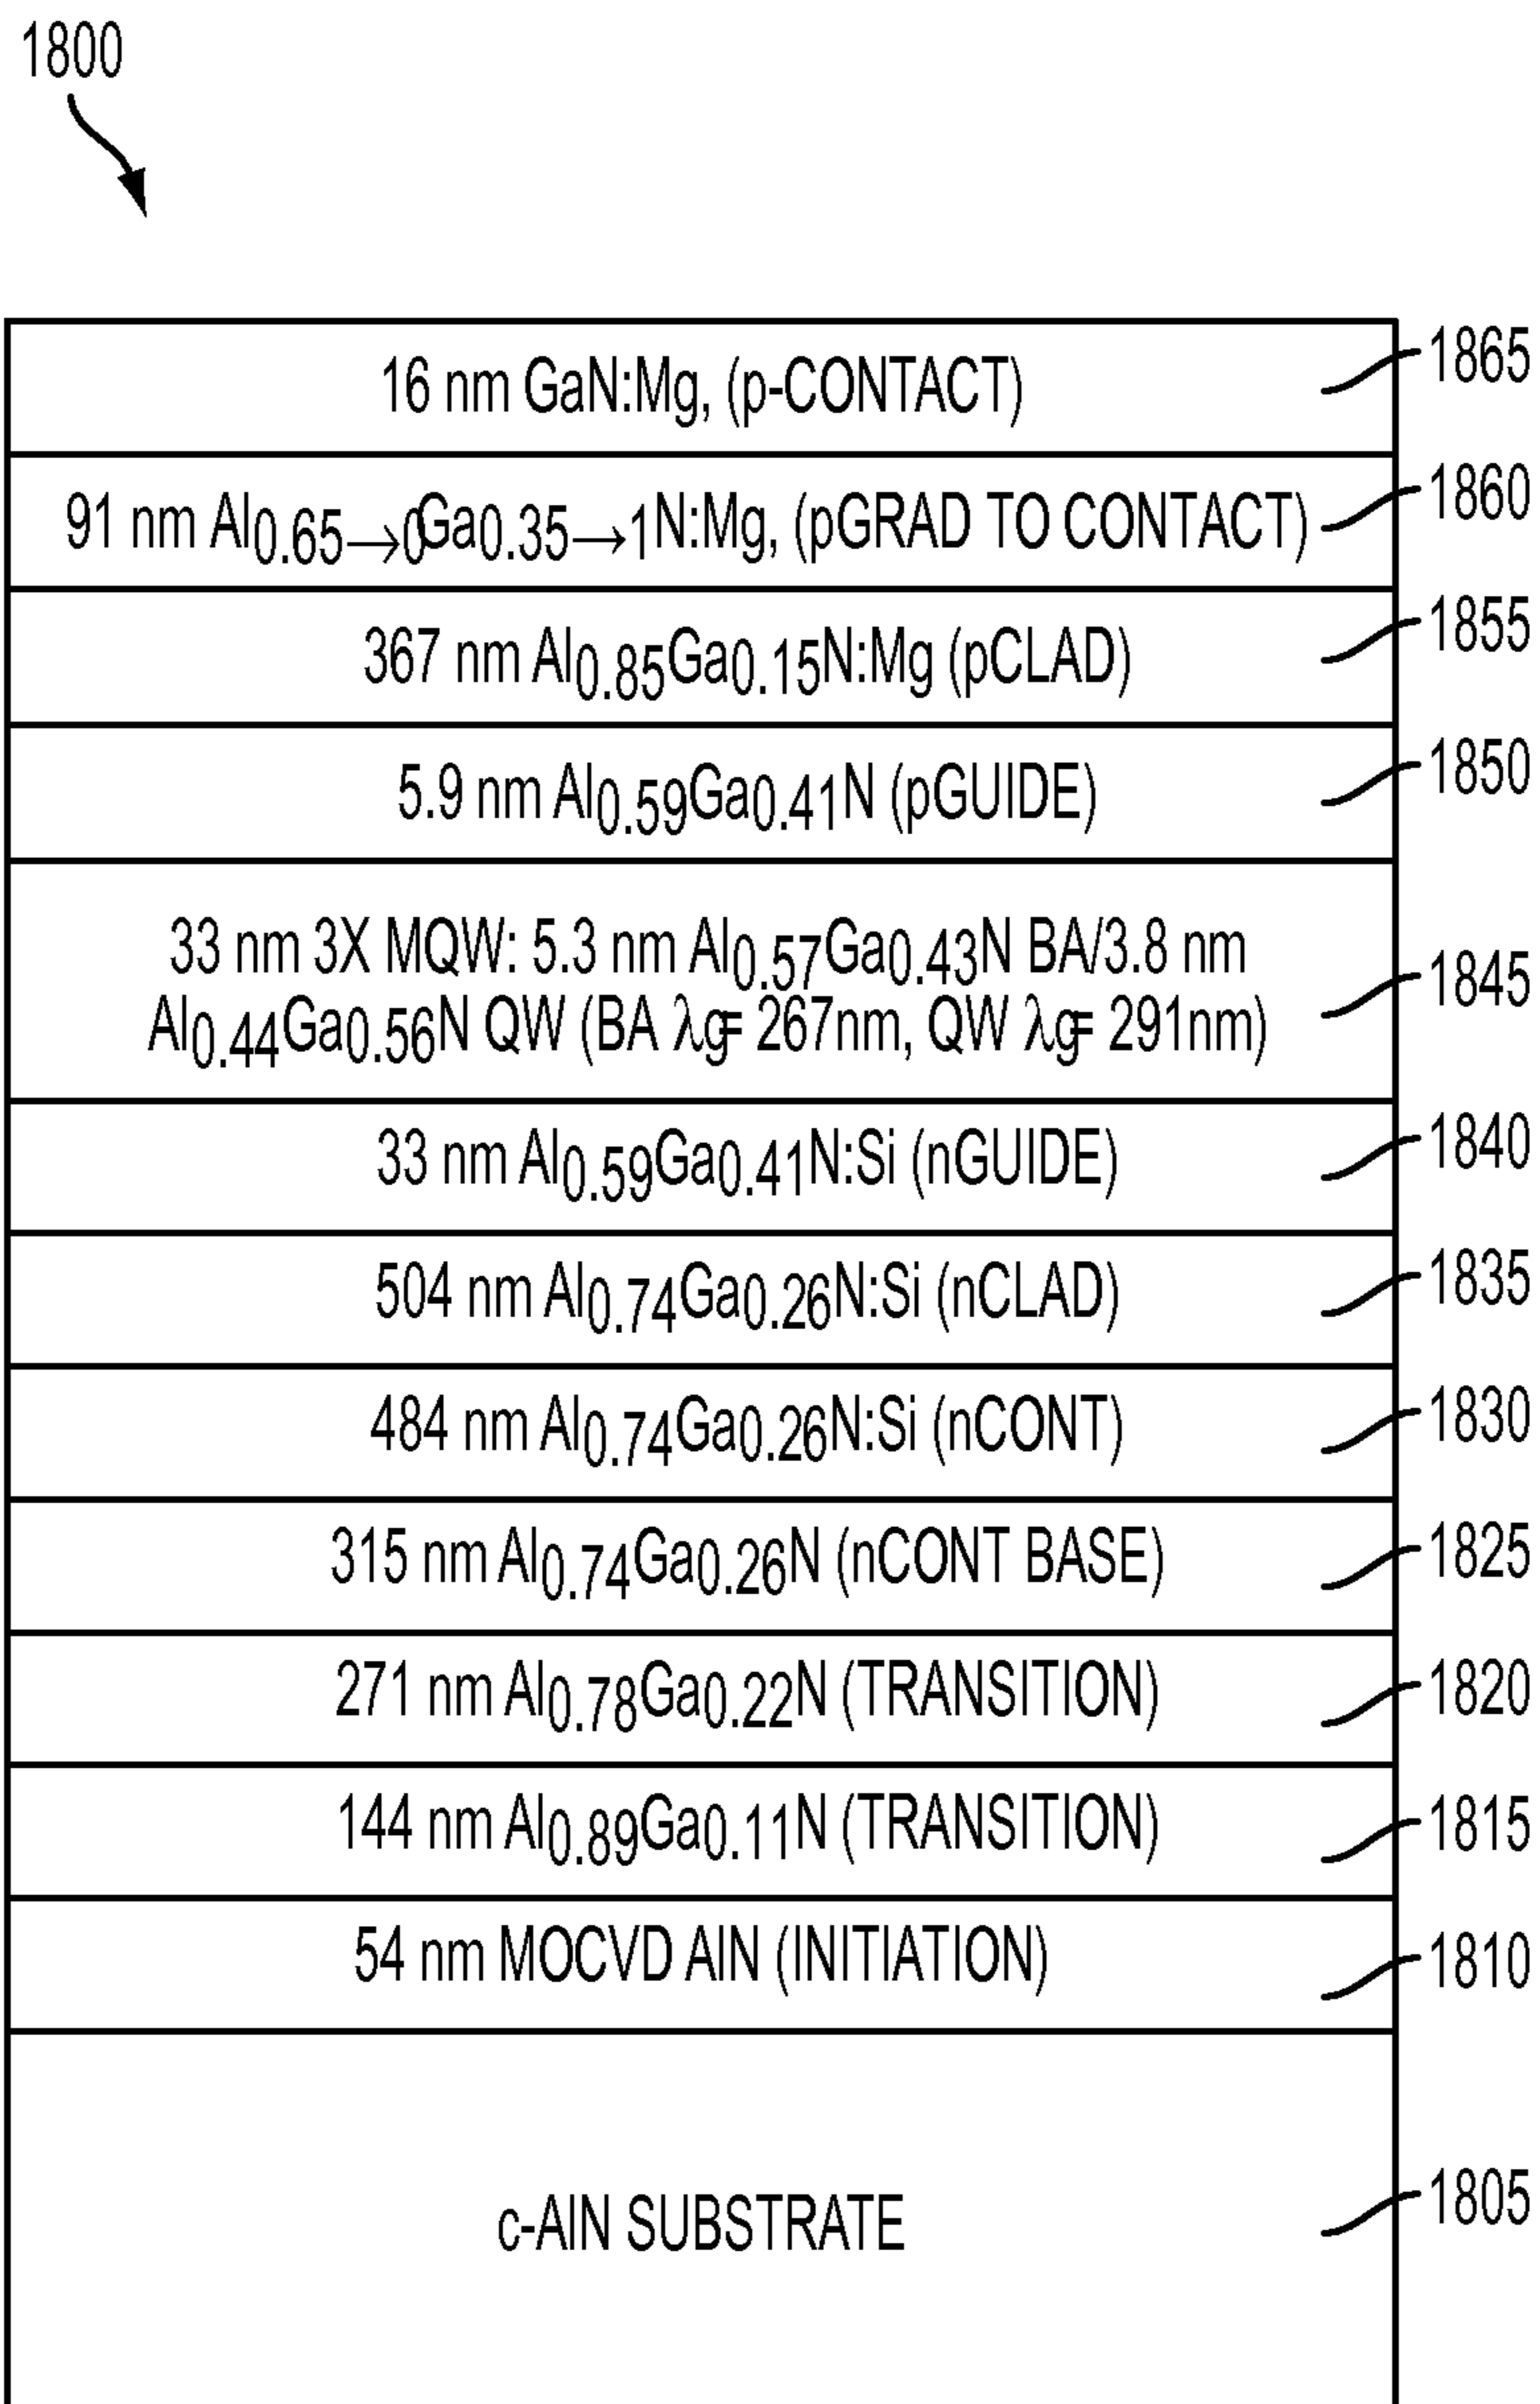 1800
16 nm GaN:Mg, (p-CONTACT)
1865
91 nm Al0.65→0Ga0.35→1N:Mg, (pGRAD TO CONTACT)
1860
367 nm Al0.85Ga0.15N:Mg (pCLAD)
1855
5.9 nm Al0.59Ga0.41N (pGUIDE)
1850
33 nm 3X MQW: 5.3 nm Al0.57Ga0.43N BA/3.8 nm
Al0.44Ga0.56N QW (BA λg= 267nm, QW λg= 291nm)
1845
33 nm Al0.59Ga0.41N:Si (nGUIDE)
1840
504 nm Al0.74Ga0.26N:Si (nCLAD)
1835
484 nm Al0.74Ga0.26N:Si (nCONT)
1830
315 nm Al0.74Ga0.26N (nCONT BASE)
1825
271 nm Al0.78Ga0.22N (TRANSITION)
1820
144 nm Al0.89Ga0.11N (TRANSITION)
1815
54 nm MOCVD AlN (INITIATION)
1810
c-AlN SUBSTRATE
1805